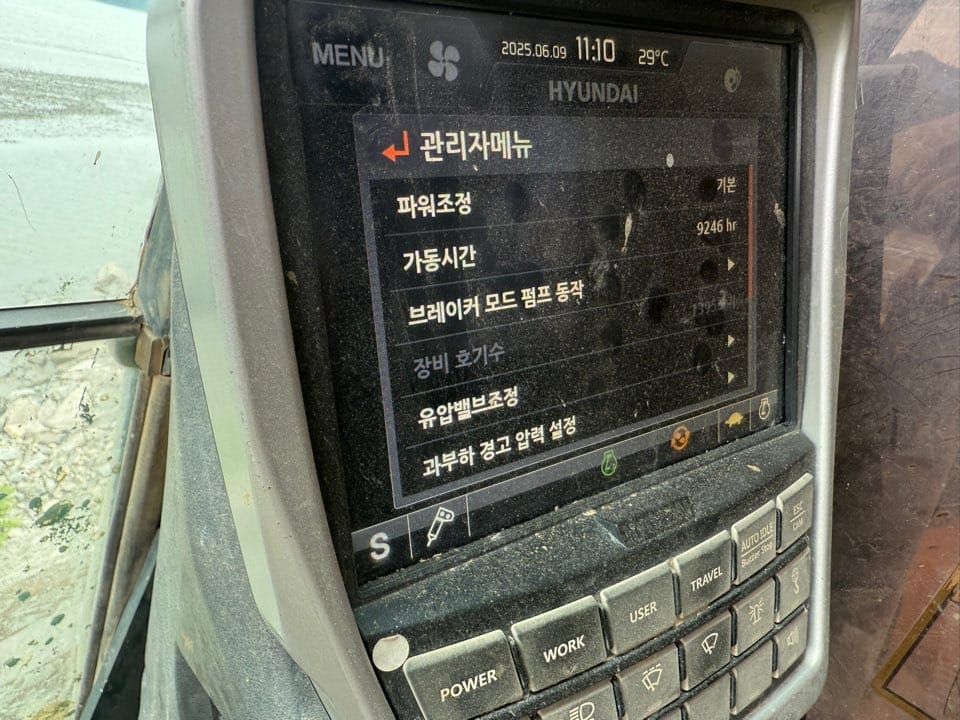 MENU
2025.06.09 11:10 29°C
HYUNDAI
관리자메뉴
파워조정 기본
가동시간 9246 hr
브레이커 모드 펌프 동작
장비 호기수
유압밸브조정
과부하 경고 압력 설정
S
POWER
WORK
USER
TRAVEL
AUTO IDLE
Buzzer Stop
ESC
CAM